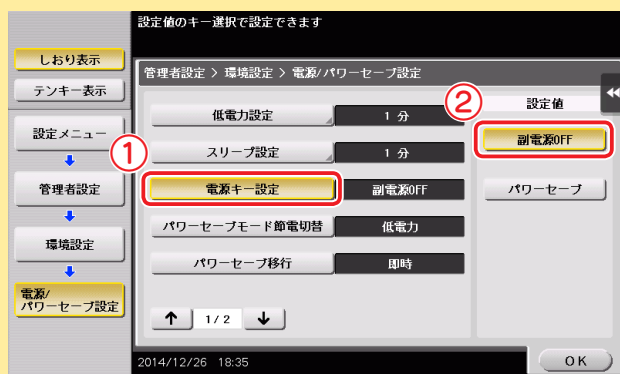 設定値のキー選択で設定できます
しおり表示
テンキー表示
設定メニュー
管理者設定
環境設定
電源/
パワーセーブ設定
管理者設定 > 環境設定 > 電源/パワーセーブ設定
低電力設定 1 分
① スリープ設定 1 分
電源キー設定 副電源OFF
パワーセーブモード節電切替 低電力
パワーセーブ移行 即時
↑ 1/2 ↓
② 設定値
副電源OFF
パワーセーブ
2014/12/26 18:35
OK